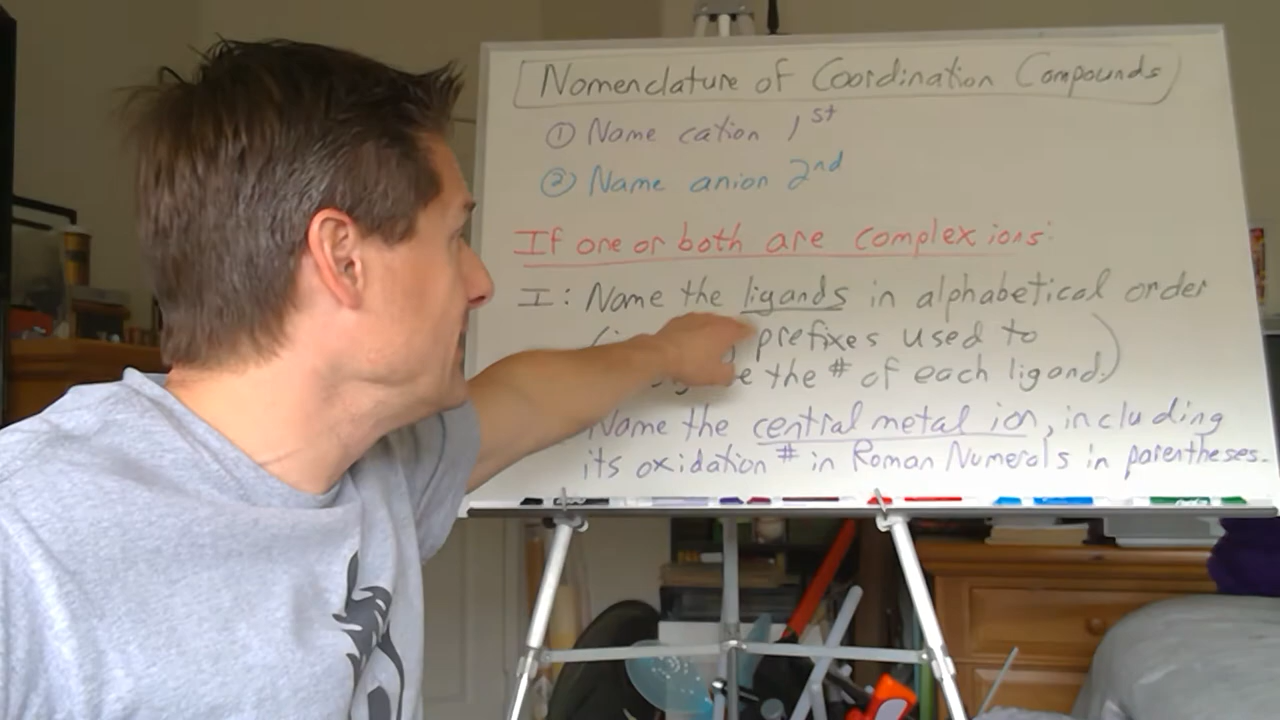 Nomenclature of Coordination Compounds
① Name cation 1st
② Name anion 2nd
If one or both are complex ions:
I: Name the ligands in alphabetical order
prefixes used to
the # of each ligand.)
Name the central metal ion, including
its oxidation # in Roman Numerals in parentheses.